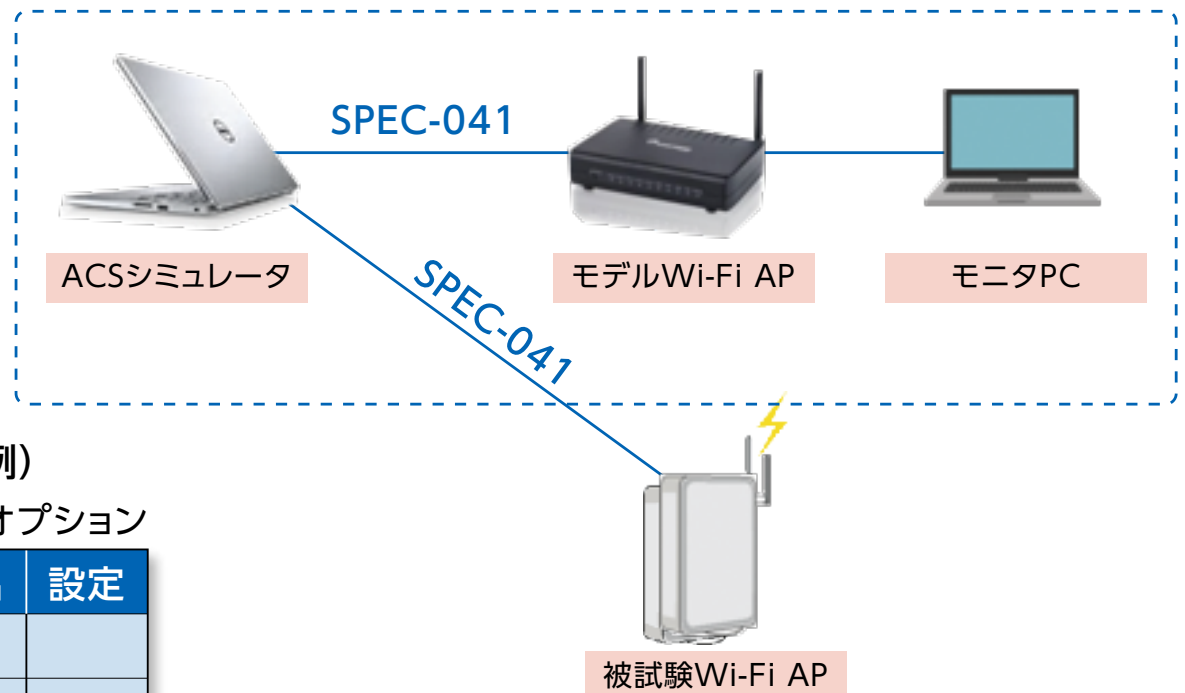 SPEC-041
ACSシミュレータ
モデルWi-Fi AP
モニタPC
SPEC-041
例)
オプション
設定
被試験Wi-Fi AP